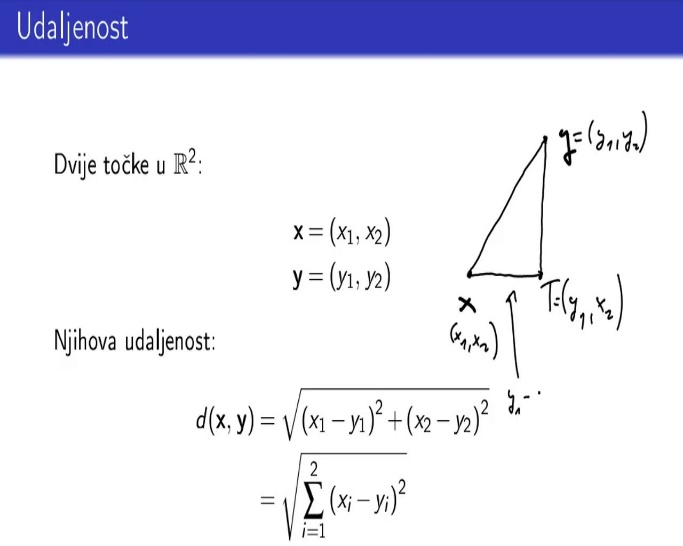 Udaljenost
Dvije točke u ℝ²:
x = (x₁, x₂)
y = (y₁, y₂)
y=(y₁,y₂)
x
(x₁,x₂)
T=(y₁,x₂)
y₁-··
Njihova udaljenost:
d(x, y) = √((x₁ − y₁)² + (x₂ − y₂)²)
= √(∑_{i=1}^{2} (xᵢ − yᵢ)²)